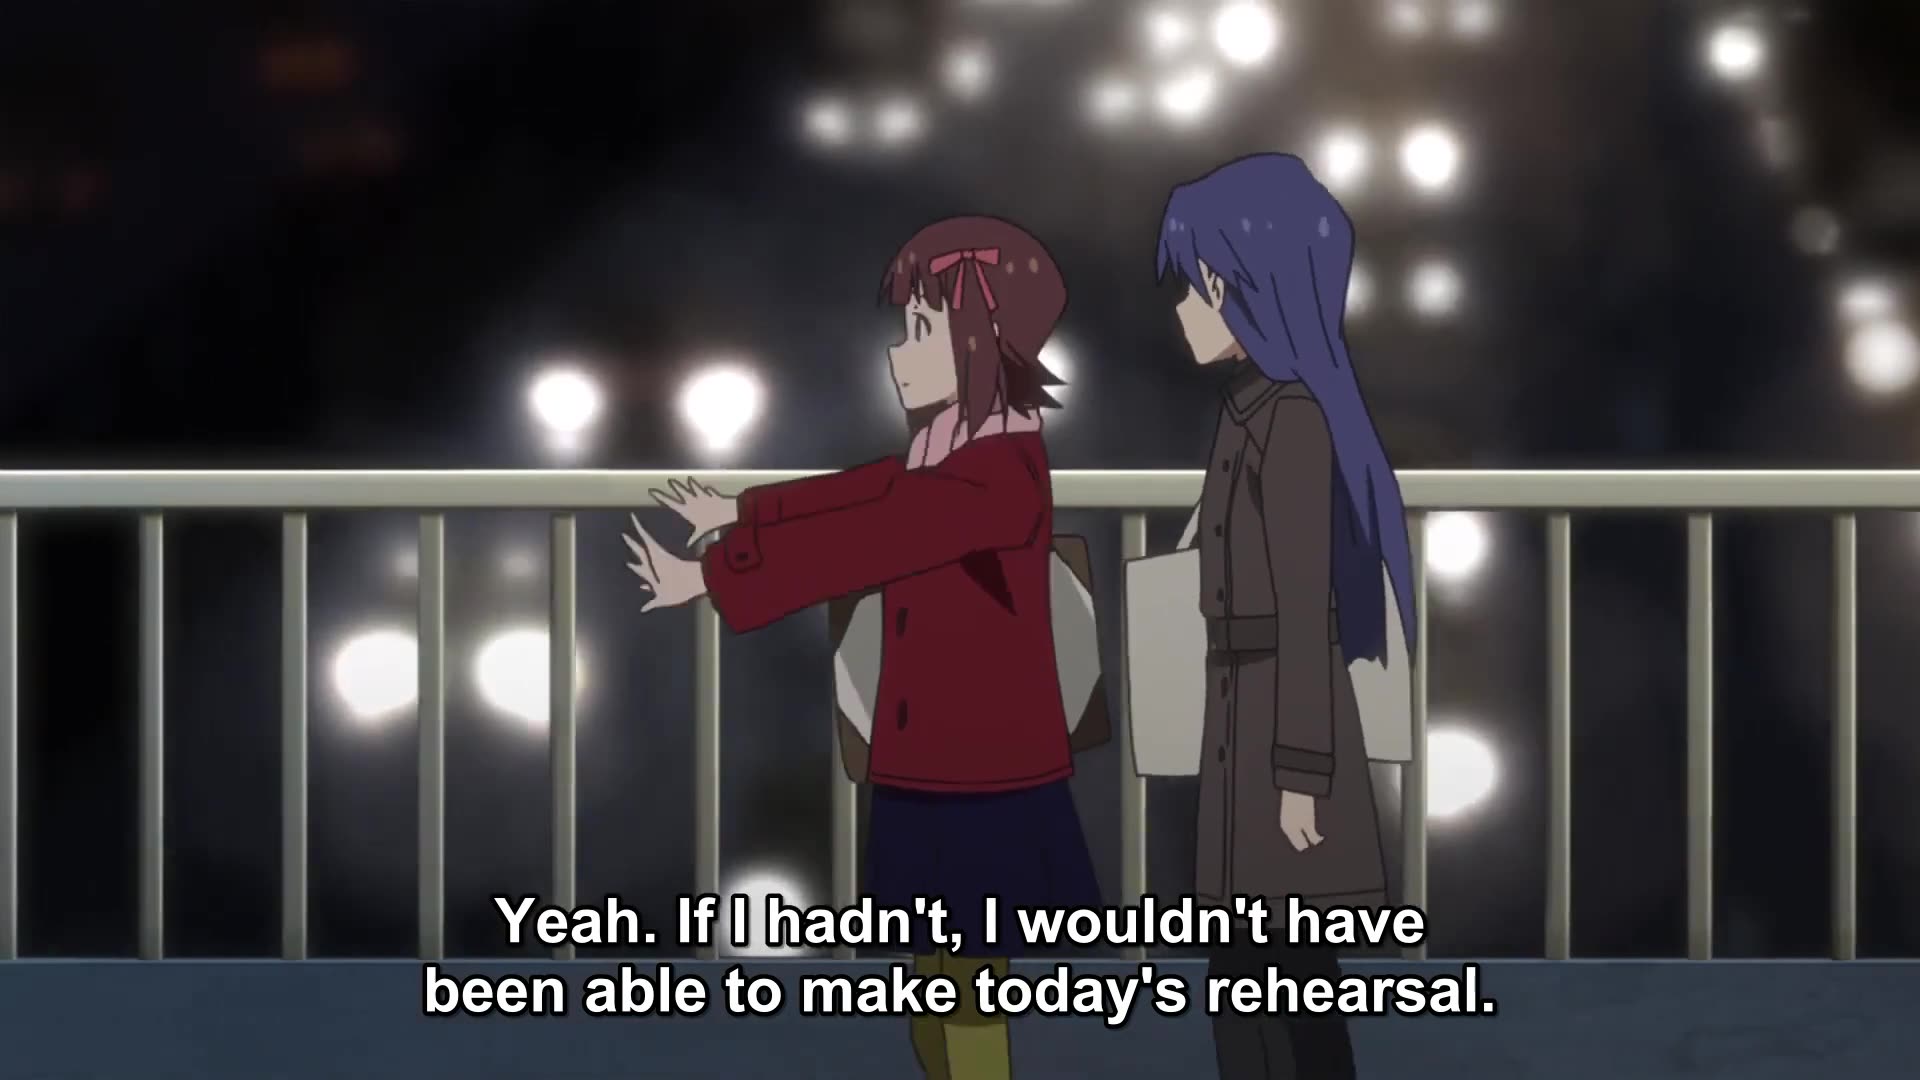 Yeah. If I hadn't, I wouldn't have
been able to make today's rehearsal.